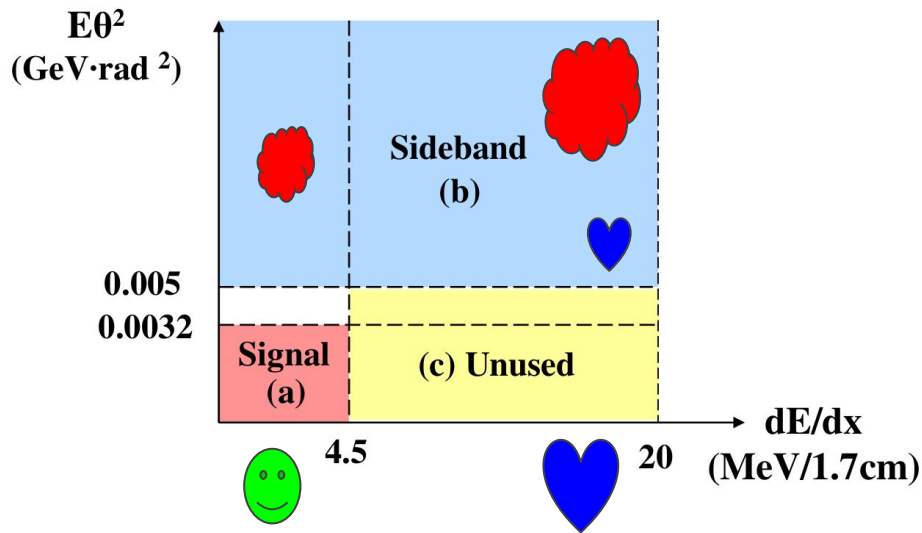 Eθ²
(GeV·rad ²)
Sideband
(b)
0.005
0.0032
Signal
(a)
(c) Unused
4.5
20
dE/dx
(MeV/1.7cm)